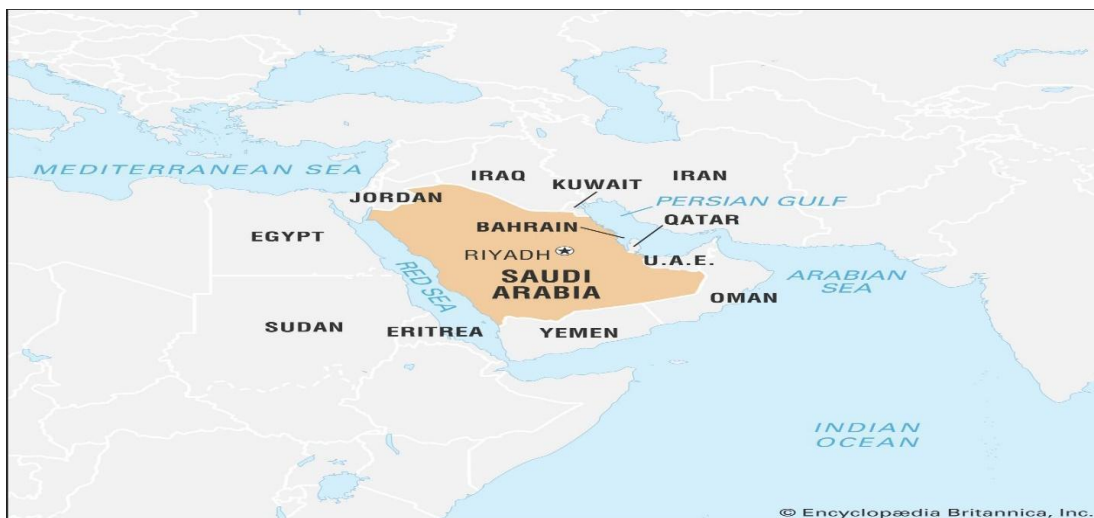 MEDITERRANEAN SEA
IRAQ
KUWAIT
IRAN
JORDAN
PERSIAN GULF
BAHRAIN
QATAR
EGYPT
RIYADH
U.A.E.
RED SEA
SAUDI
ARABIA
ARABIAN
SEA
OMAN
SUDAN
ERITREA
YEMEN
INDIAN
OCEAN
© Encyclopædia Britannica, Inc.